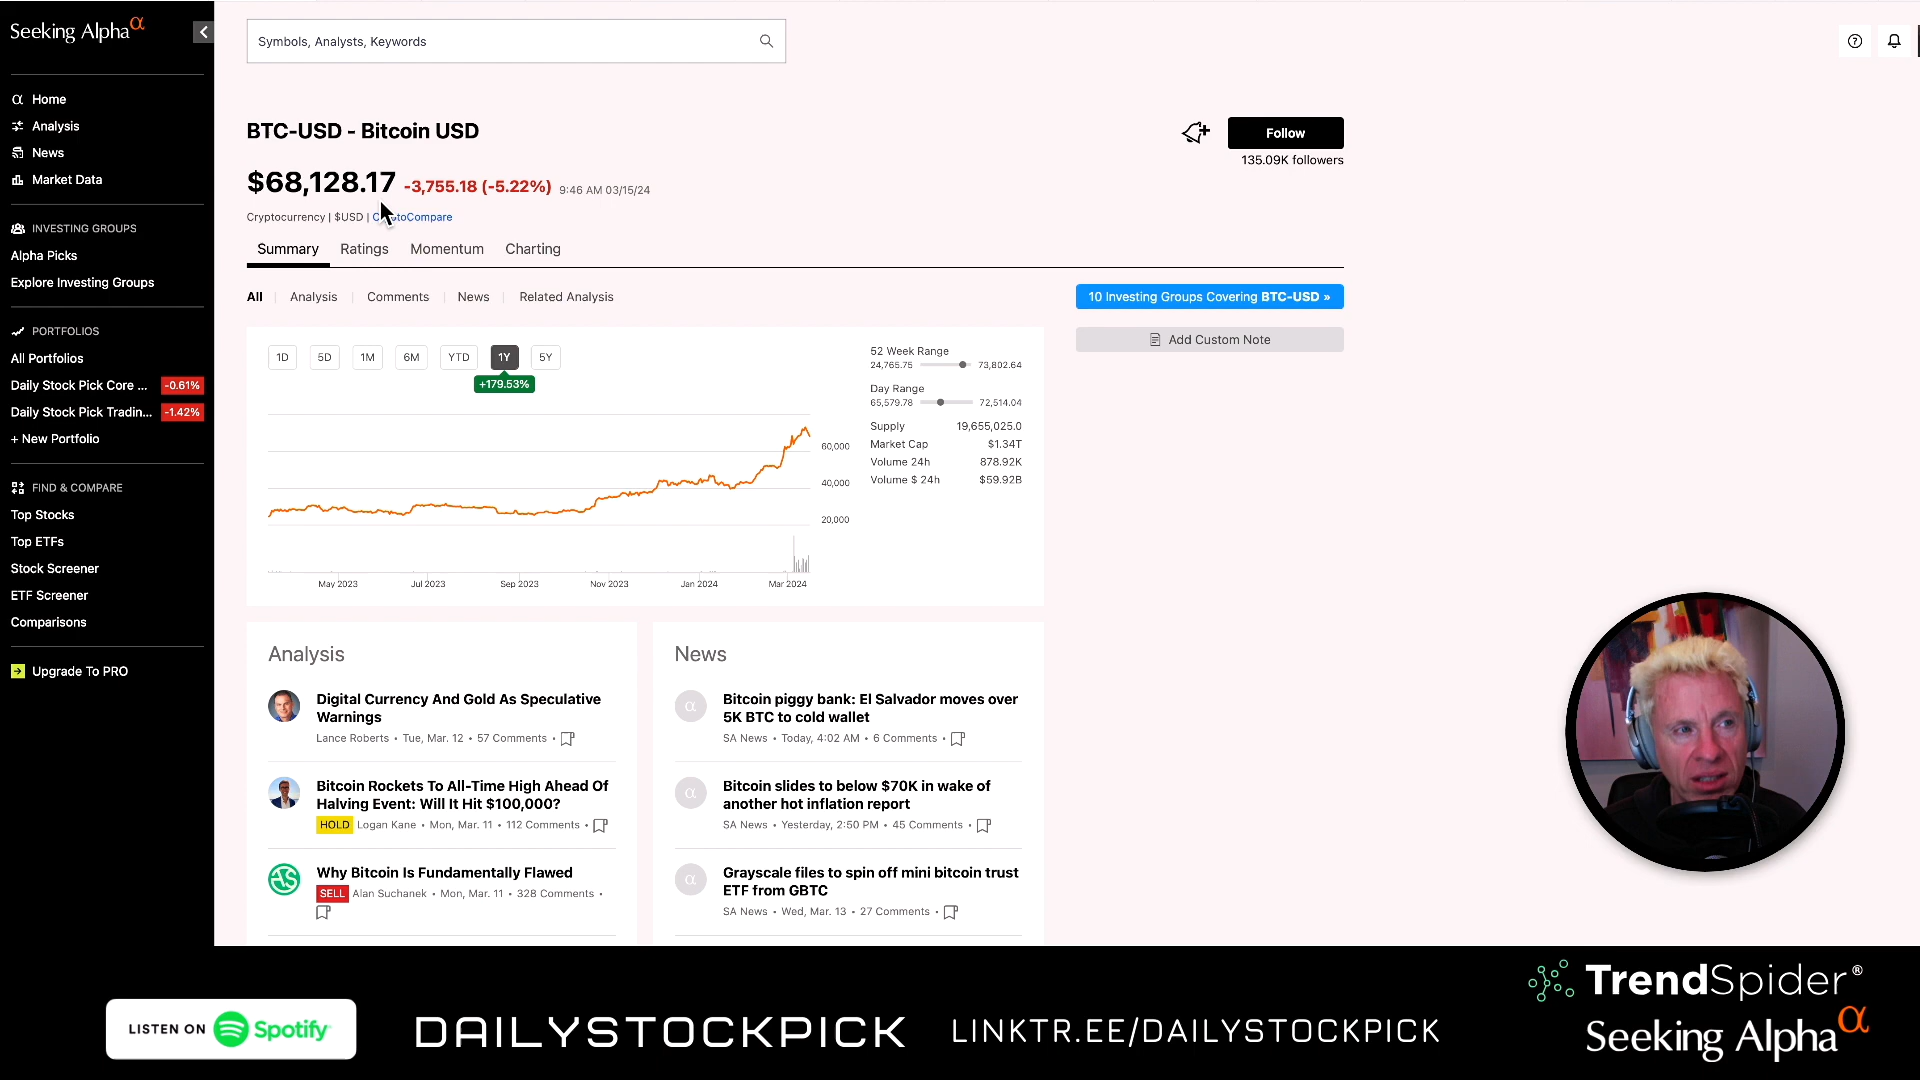 Seeking Alpha α
Home
Analysis
News
Market Data
INVESTING GROUPS
Alpha Picks
Explore Investing Groups
PORTFOLIOS
All Portfolios
Daily Stock Pick Core ... -0.61%
Daily Stock Pick Tradin... -1.42%
+ New Portfolio
FIND & COMPARE
Top Stocks
Top ETFs
Stock Screener
ETF Screener
Comparisons
Upgrade To PRO
Symbols, Analysts, Keywords
BTC-USD - Bitcoin USD
Follow
135.09K followers
$68,128.17 -3,755.18 (-5.22%) 9:46 AM 03/15/24
Cryptocurrency | $USD |
Summary Ratings Momentum Charting
All Analysis Comments News Related Analysis
10 Investing Groups Covering BTC-USD »
Add Custom Note
1D 5D 1M 6M YTD 1Y 5Y
+179.53%
60,000
40,000
20,000
May 2023 Jul 2023 Sep 2023 Nov 2023 Jan 2024 Mar 2024
52 Week Range
24,765.75 73,802.64
Day Range
65,579.78 72,514.04
Supply 19,655,025.0
Market Cap $1.34T
Volume 24h 878.92K
Volume $ 24h $59.92B
Analysis
Digital Currency And Gold As Speculative
Warnings
Lance Roberts • Tue, Mar. 12 • 57 Comments •
Bitcoin Rockets To All-Time High Ahead Of
Halving Event: Will It Hit $100,000?
HOLD Logan Kane • Mon, Mar. 11 • 112 Comments •
Why Bitcoin Is Fundamentally Flawed
SELL Alan Suchanek • Mon, Mar. 11 • 328 Comments •
News
Bitcoin piggy bank: El Salvador moves over
5K BTC to cold wallet
SA News • Today, 4:02 AM • 6 Comments •
Bitcoin slides to below $70K in wake of
another hot inflation report
SA News • Yesterday, 2:50 PM • 45 Comments •
Grayscale files to spin off mini bitcoin trust
ETF from GBTC
SA News • Wed, Mar. 13 • 27 Comments •
LISTEN ON Spotify
DAILYSTOCKPICK
LINKTR.EE/DAILYSTOCKPICK
TrendSpider®
Seeking Alpha α